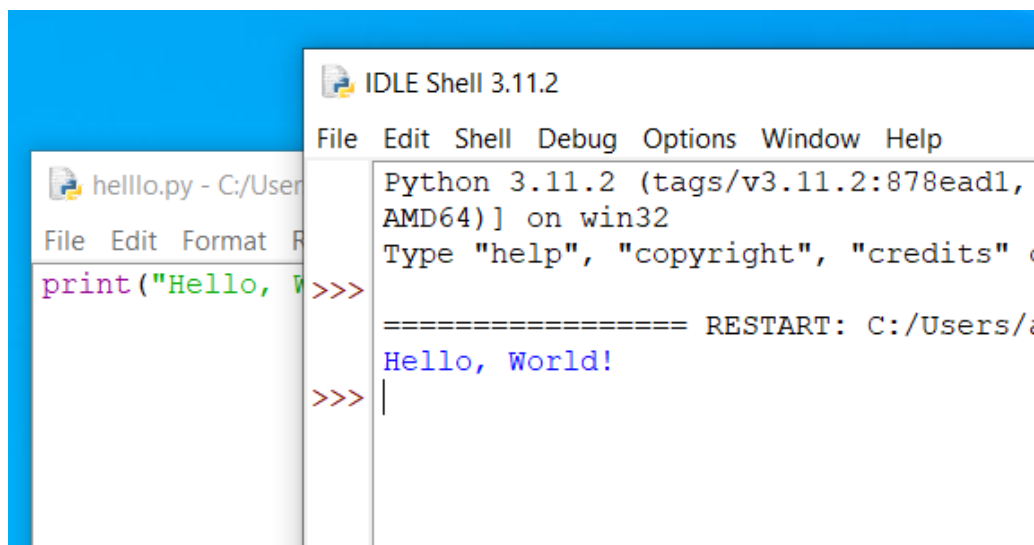 IDLE Shell 3.11.2
File Edit Shell Debug Options Window Help
Python 3.11.2 (tags/v3.11.2:878ead1,
AMD64)] on win32
Type "help", "copyright", "credits"
>>>
================= RESTART: C:/Users/
Hello, World!
>>>
helllo.py - C:/User
File Edit Format
print("Hello,